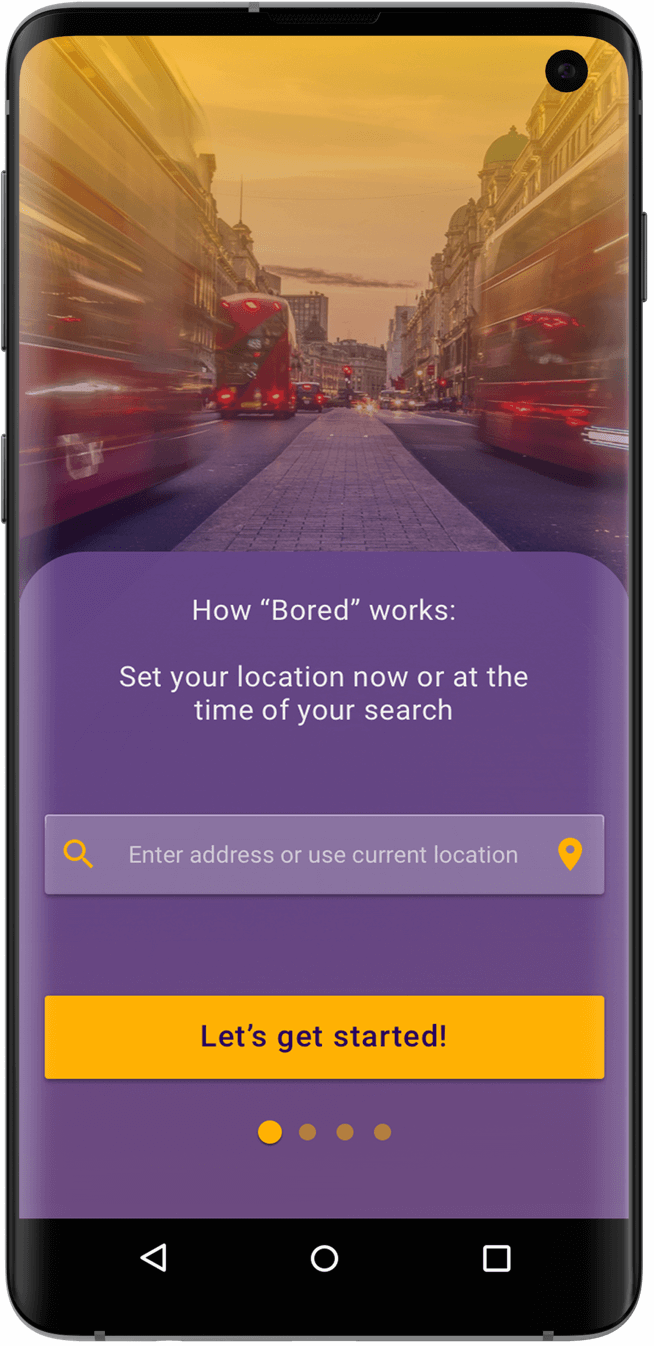 How “Bored” works:
Set your location now or at the
time of your search
Enter address or use current location
Let’s get started!